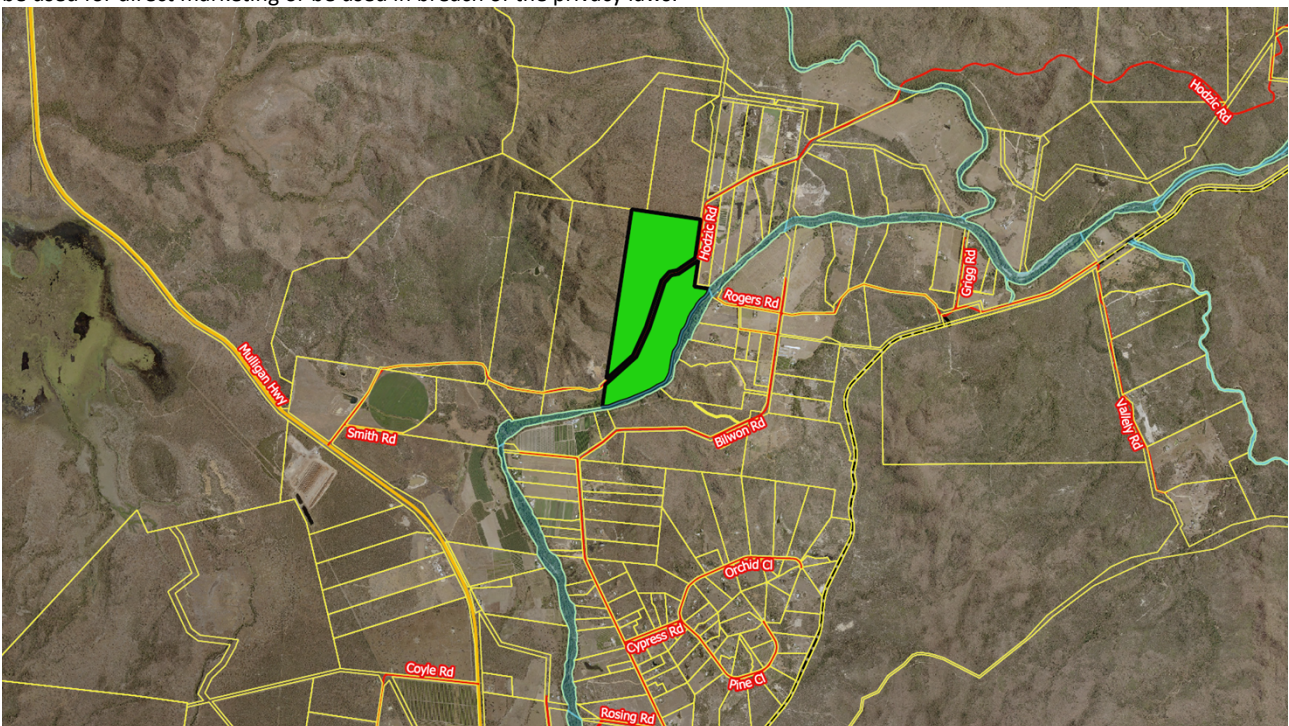 be used for direct marketing or be used in breach of the privacy laws.
Hodzic Rd
Hodzic Rd
Rogers Rd
Grigg Rd
Mulligan Hwy
Smith Rd
Bilwon Rd
Vallely Rd
Orchid Cl
Cypress Rd
Coyle Rd
Pine Cl
Rosing Rd